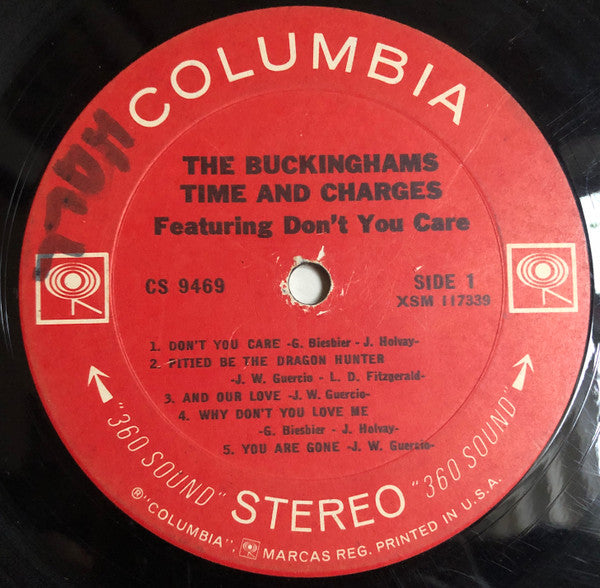 COLUMBIA
THE BUCKINGHAMS
TIME AND CHARGES
Featuring Don't You Care
CS 9469
SIDE 1
XSM 117339
1. DON'T YOU CARE -G. Biesbier - J. Holvay-
2. PITIED BE THE DRAGON HUNTER
-J. W. Guercio - L. D. Fitzgerald-
3. AND OUR LOVE -J. W. Guercio-
4. WHY DON'T YOU LOVE ME
-G. Biesbier - J. Holvay-
5. YOU ARE GONE -J. W. Guercio-
"360 SOUND" STEREO "360 SOUND"
®"COLUMBIA", MARCAS REG. PRINTED IN U.S.A.